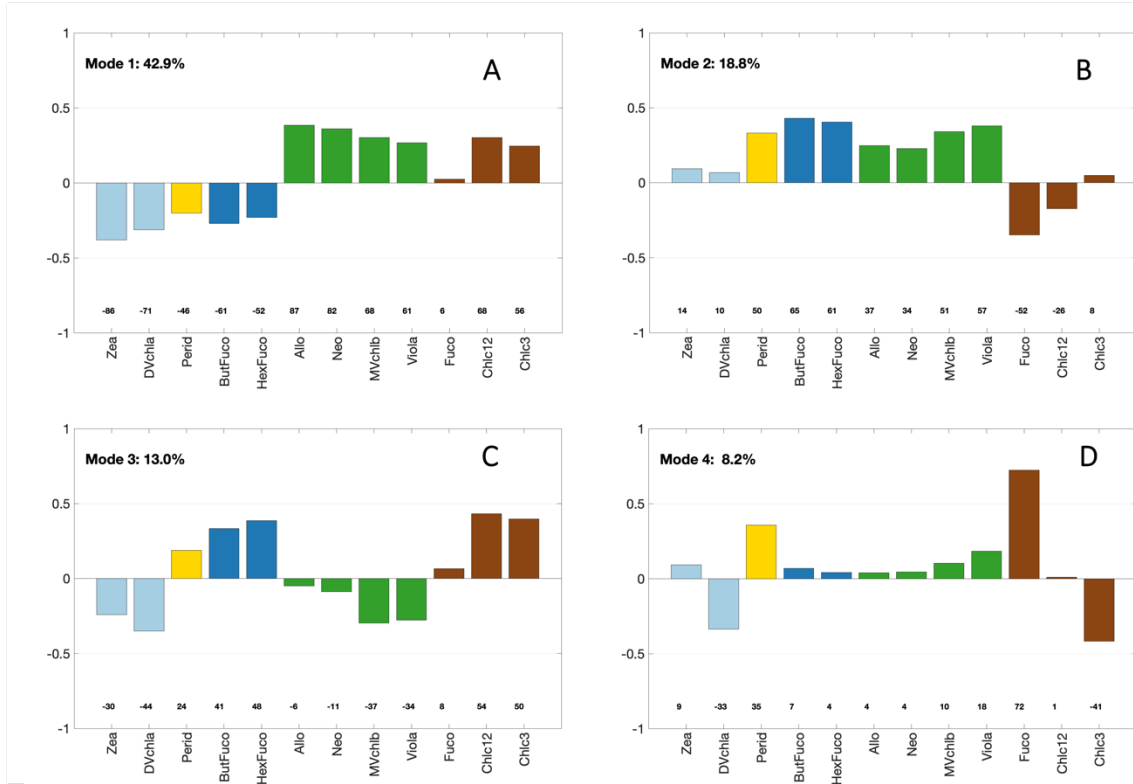 1
Mode 1: 42.9%
A
0.5
0
-0.5
-86 -71 -46 -61 -52 87 82 68 61 6 68 56
-1
Zea DVchla Perid ButFuco HexFuco Allo Neo MVchlb Viola Fuco Chlc12 Chlc3
1
Mode 2: 18.8%
B
0.5
0
-0.5
14 10 50 65 61 37 34 51 57 -52 -26 8
-1
Zea DVchla Perid ButFuco HexFuco Allo Neo MVchlb Viola Fuco Chlc12 Chlc3
1
Mode 3: 13.0%
C
0.5
0
-0.5
-30 -44 24 41 48 -6 -11 -37 -34 8 54 50
-1
Zea DVchla Perid ButFuco HexFuco Allo Neo MVchlb Viola Fuco Chlc12 Chlc3
1
Mode 4: 8.2%
D
0.5
0
-0.5
9 -33 35 7 4 4 4 10 18 72 1 -41
-1
Zea DVchla Perid ButFuco HexFuco Allo Neo MVchlb Viola Fuco Chlc12 Chlc3